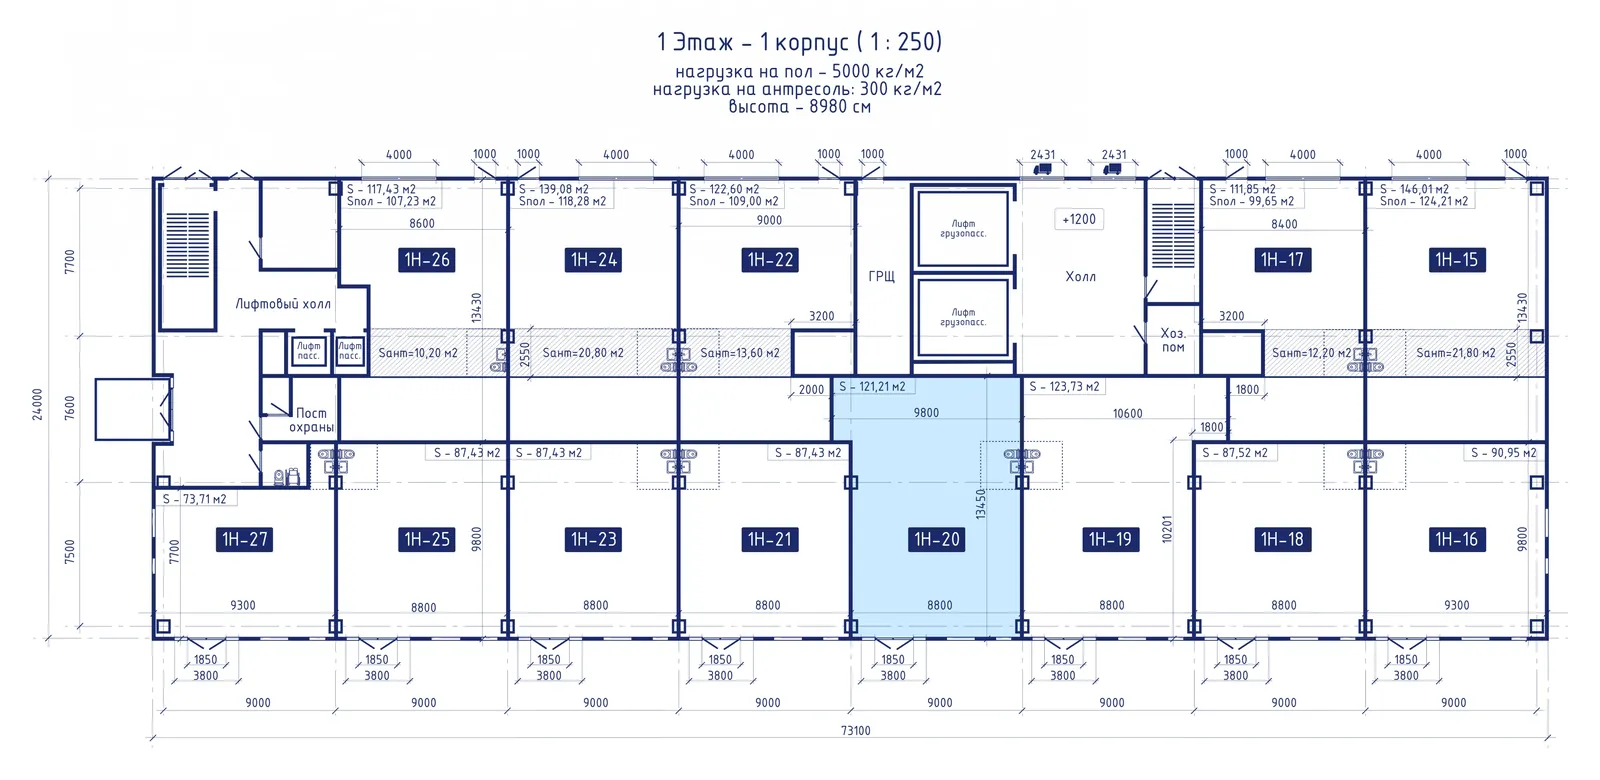 1 Этаж - 1 корпус ( 1 : 250)
нагрузка на пол - 5000 кг/м2
нагрузка на антресоль: 300 кг/м2
высота - 8980 см
4000 1000 1000 4000 4000 1000 1000 2431 2431 1000 4000 4000 1000
S - 117,43 м2 S - 139,08 м2 S - 122,60 м2 S - 111,85 м2 S - 146,01 м2
Sпол - 107,23 м2 Sпол - 118,28 м2 Sпол - 109,00 м2 Sпол - 99,65 м2 Sпол - 124,21 м2
8600 9000 +1200 8400
Лифт грузопасс.
7700
1Н-26 1Н-24 1Н-22 ГРЩ Холл 1Н-17 1Н-15
Лифтовый холл
13430 3200 3200 13430
Лифт грузопасс.
Хоз. пом
Лифт пасс. Лифт пасс.
Sант=10,20 м2 2550 Sант=20,80 м2 Sант=13,60 м2 Sант=12,20 м2 Sант=21,80 м2 2550
24000 7600
2000 S - 121,21 м2 S - 123,73 м2 1800
Пост охраны
9800 10600 1800
S - 87,43 м2 S - 87,43 м2 S - 87,43 м2 S - 87,52 м2 S - 90,95 м2
S - 73,71 м2
13450
7500 7700 9800 10201 9800
1Н-27 1Н-25 1Н-23 1Н-21 1Н-20 1Н-19 1Н-18 1Н-16
9300 8800 8800 8800 8800 8800 8800 9300
1850 1850 1850 1850 1850 1850 1850 1850
3800 3800 3800 3800 3800 3800 3800 3800
9000 9000 9000 9000 9000 9000 9000 9000
73100